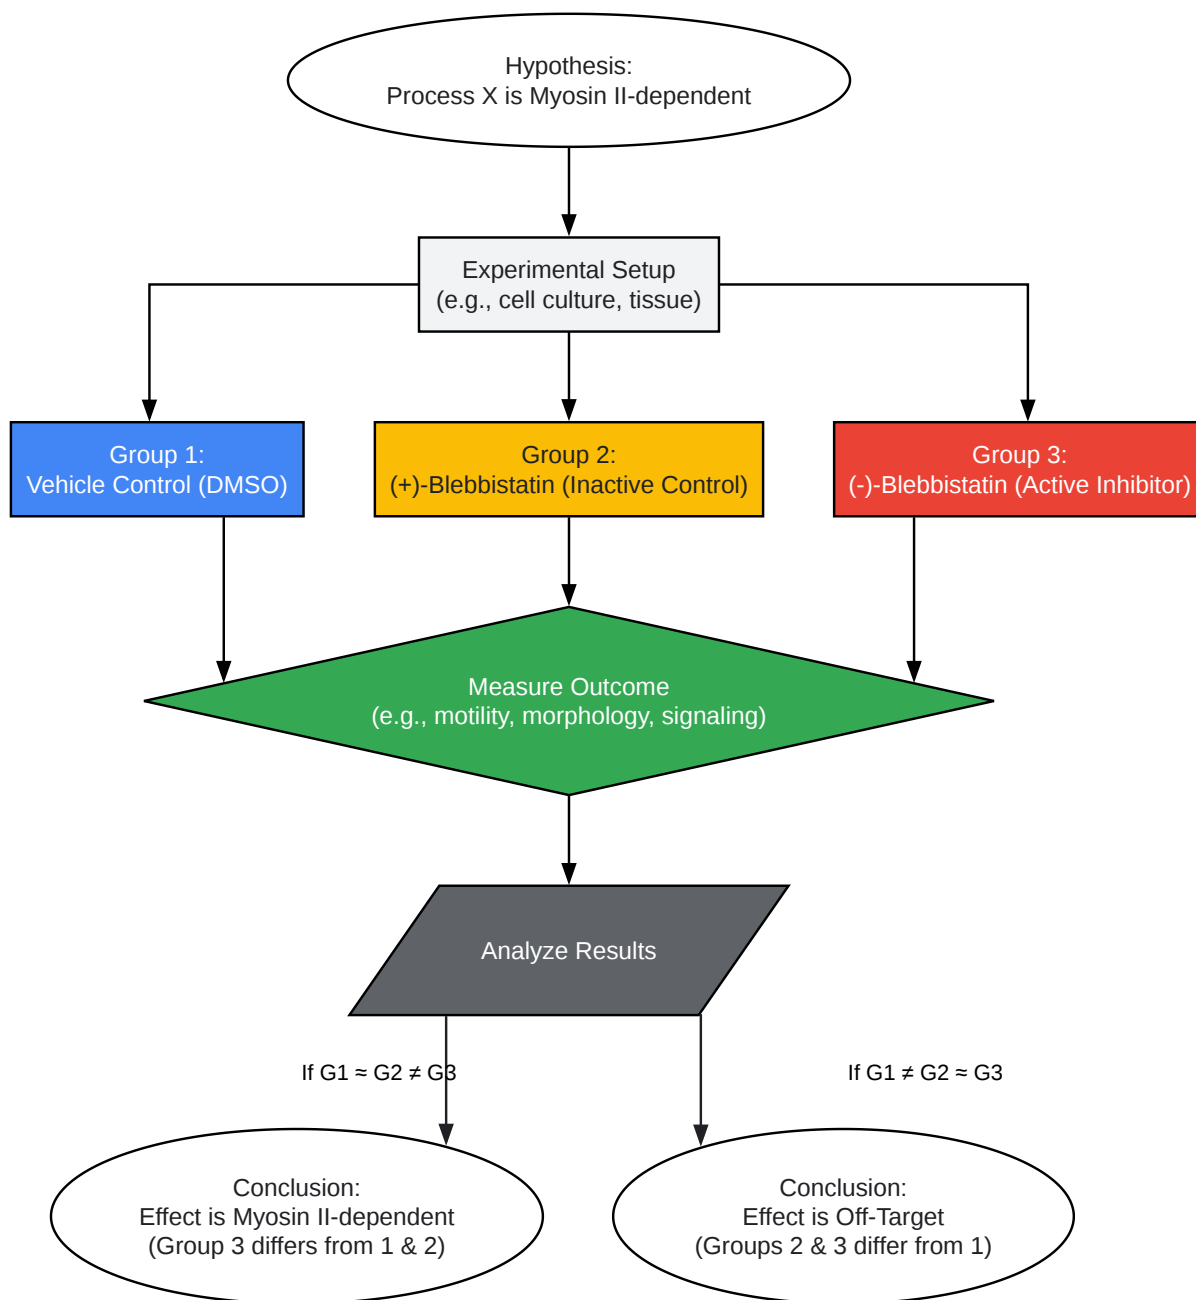 Hypothesis:
Process X is Myosin II-dependent
Experimental Setup
(e.g., cell culture, tissue)
Group 1:
Vehicle Control (DMSO)
Group 2:
(+)-Blebbistatin (Inactive Control)
Group 3:
(-)-Blebbistatin (Active Inhibitor)
Measure Outcome
(e.g., motility, morphology, signaling)
Analyze Results
If G1 ≈ G2 ≠ G3
If G1 ≠ G2 ≈ G3
Conclusion:
Effect is Myosin II-dependent
(Group 3 differs from 1 & 2)
Conclusion:
Effect is Off-Target
(Groups 2 & 3 differ from 1)